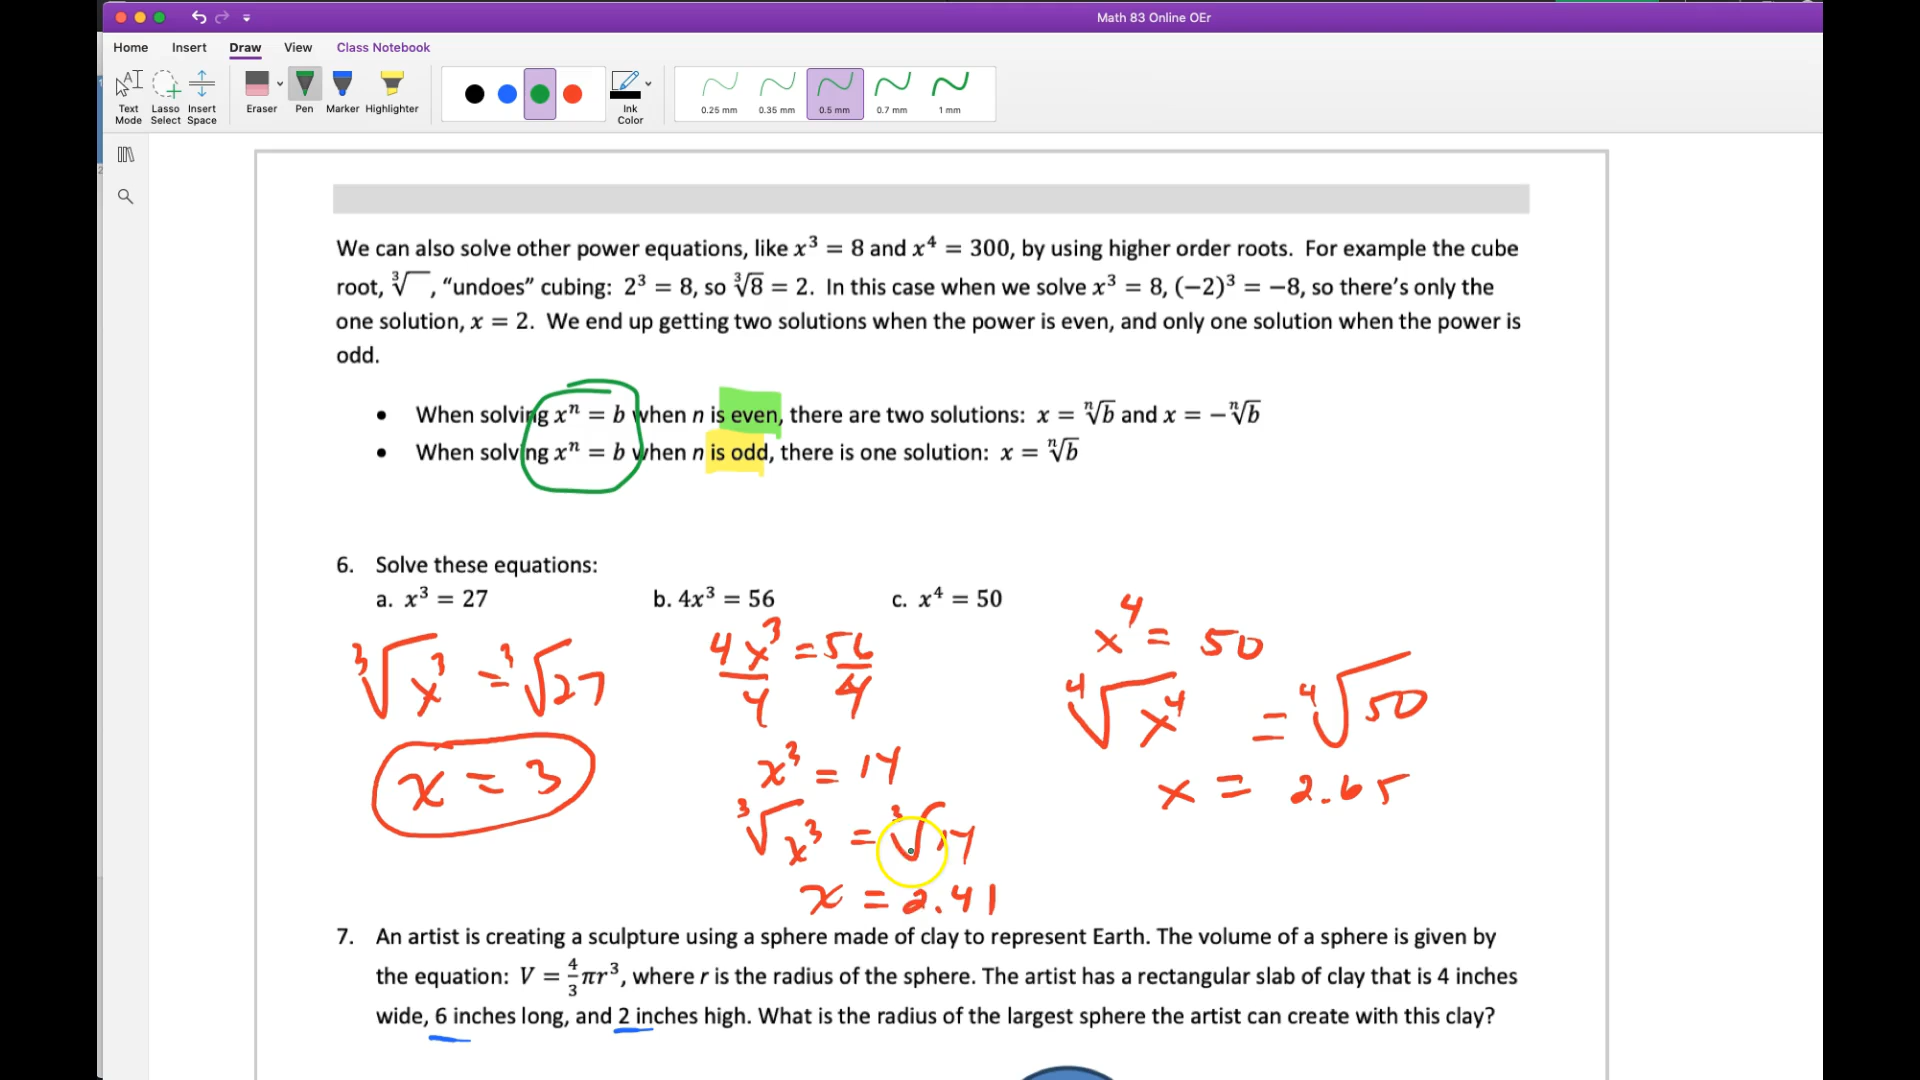 Math 83 Online OEr
Home Insert Draw View Class Notebook
Text Mode Lasso Select Insert Space Eraser Pen Marker Highlighter Ink Color 0.25 mm 0.35 mm 0.5 mm 0.7 mm 1 mm
We can also solve other power equations, like x³ = 8 and x⁴ = 300, by using higher order roots. For example the cube
root, ∛ , “undoes” cubing: 2³ = 8, so ∛8 = 2. In this case when we solve x³ = 8, (−2)³ = −8, so there’s only the
one solution, x = 2. We end up getting two solutions when the power is even, and only one solution when the power is
odd.
• When solving xⁿ = b when n is even, there are two solutions: x = ⁿ√b and x = −ⁿ√b
• When solving xⁿ = b when n is odd, there is one solution: x = ⁿ√b
6. Solve these equations:
a. x³ = 27 b. 4x³ = 56 c. x⁴ = 50
∛x³ = ∛27
x = 3
4x³/4 = 56/4
x³ = 14
∛x³ = ∛14
x = 2.41
x⁴ = 50
∜x⁴ = ∜50
x = 2.65
7. An artist is creating a sculpture using a sphere made of clay to represent Earth. The volume of a sphere is given by
the equation: V = 4/3 πr³, where r is the radius of the sphere. The artist has a rectangular slab of clay that is 4 inches
wide, 6 inches long, and 2 inches high. What is the radius of the largest sphere the artist can create with this clay?